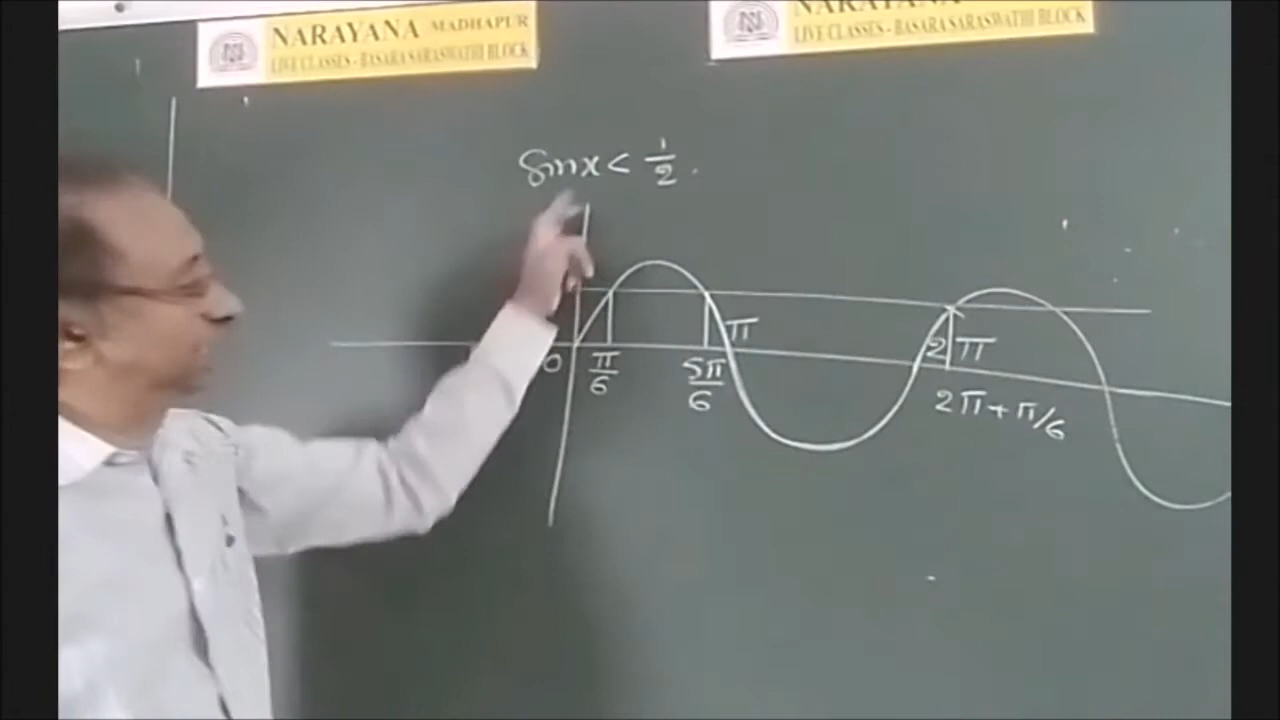 NARAYANA MADHAPUR
LIVE CLASSES - BASARA SARASWATHI BLOCK
NARAYANA
LIVE CLASSES - BASARA SARASWATHI BLOCK
Sinx < 1/2 .
0 π/6 5π/6 π 2π
2π + π/6